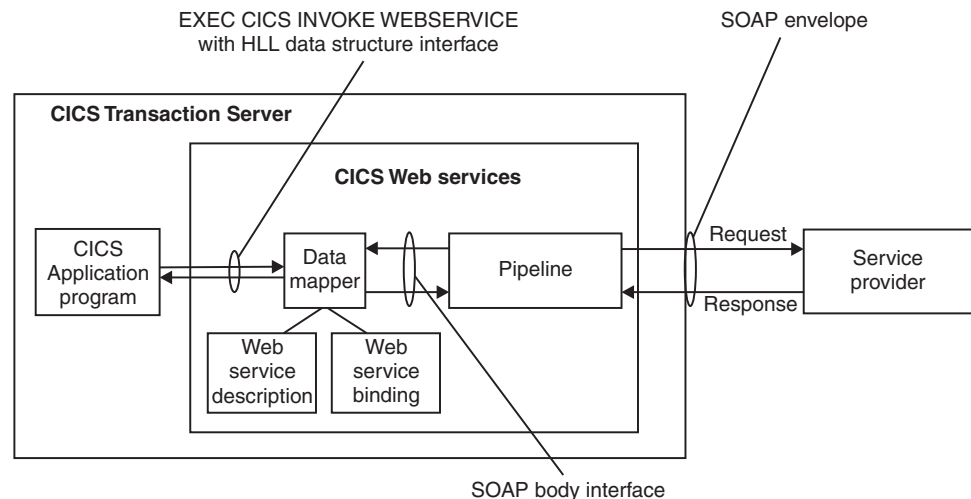 EXEC CICS INVOKE WEBSERVICE
with HLL data structure interface
SOAP envelope
CICS Transaction Server
CICS Web services
CICS
Application
program
Data
mapper
Pipeline
Request
Response
Service
provider
Web
service
description
Web
service
binding
SOAP body interface